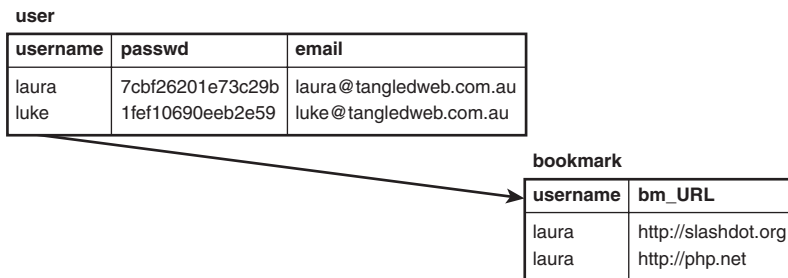 user
username passwd email
laura 7cbf26201e73c29b laura@tangledweb.com.au
luke 1fef10690eeb2e59 luke@tangledweb.com.au
bookmark
username bm_URL
laura http://slashdot.org
laura http://php.net